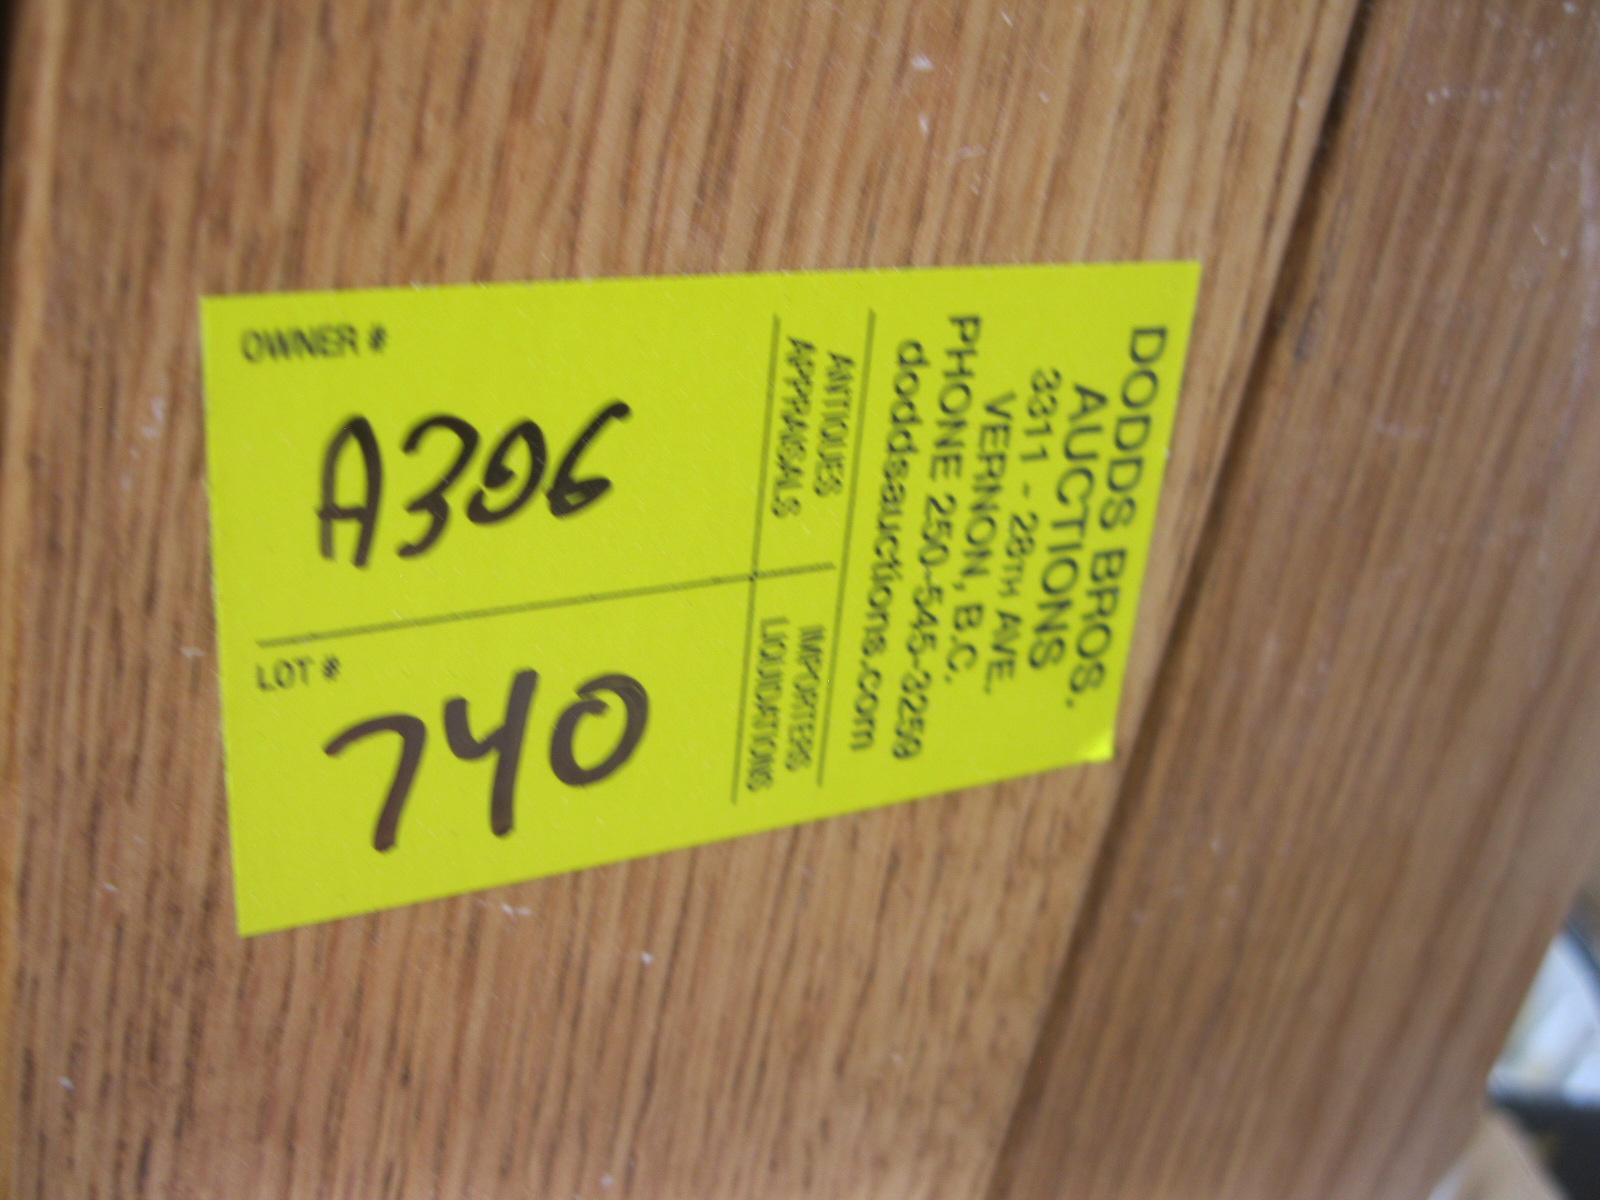 DODDS BROS.
AUCTIONS
3311 - 28TH AVE.
VERNON, B.C.
PHONE 250-545-3259
doddsauctions.com
ANTIQUES
APPRAISALS
IMPORTERS
LIQUIDATIONS
OWNER #
A306
LOT #
740